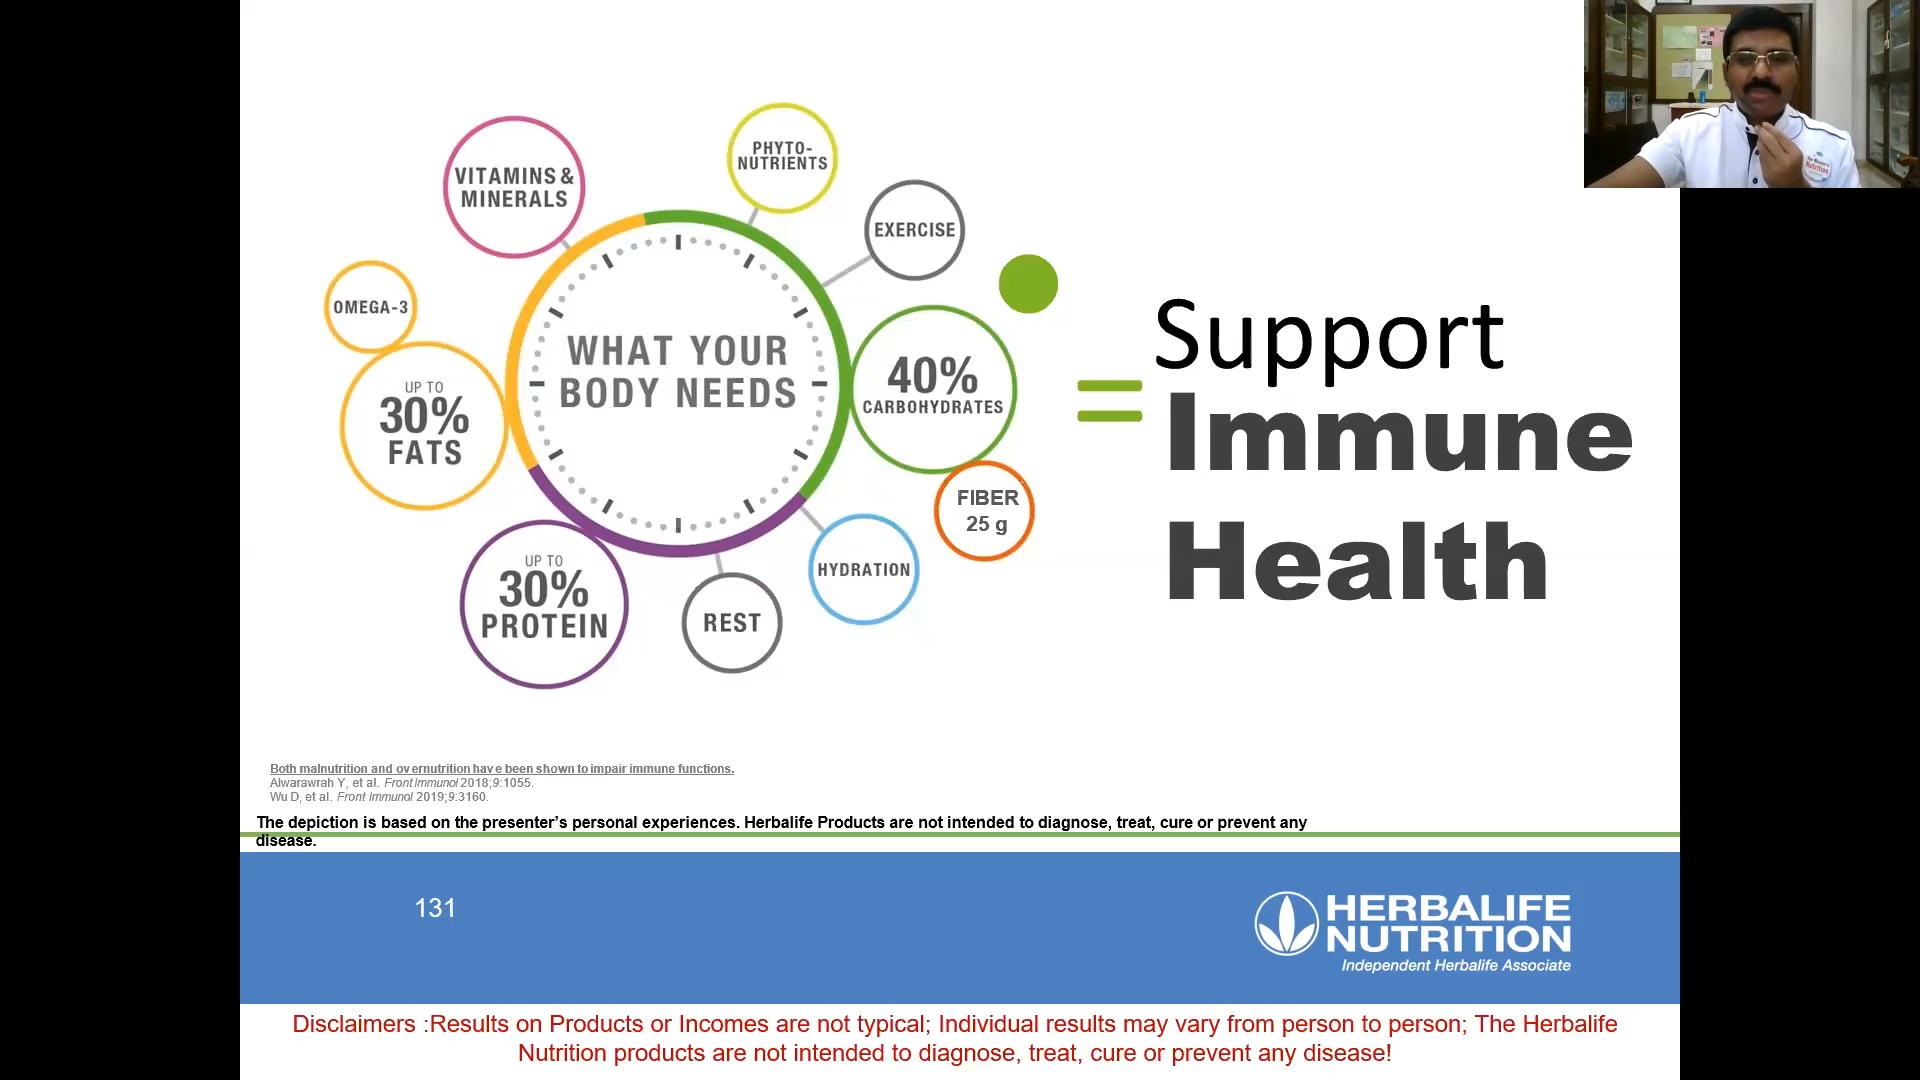 VITAMINS &
MINERALS
PHYTO-
NUTRIENTS
EXERCISE
OMEGA-3
WHAT YOUR
BODY NEEDS
40%
CARBOHYDRATES
UP TO
30%
FATS
FIBER
25 g
UP TO
30%
PROTEIN
REST
HYDRATION
=
Support
Immune
Health
Both malnutrition and overnutrition have been shown to impair immune functions.
Alwarawrah Y, et al. Front Immunol 2018;9:1055.
Wu D, et al. Front Immunol 2019;9:3160.
The depiction is based on the presenter’s personal experiences. Herbalife Products are not intended to diagnose, treat, cure or prevent any
disease.
131
HERBALIFE
NUTRITION
Independent Herbalife Associate
Disclaimers :Results on Products or Incomes are not typical; Individual results may vary from person to person; The Herbalife
Nutrition products are not intended to diagnose, treat, cure or prevent any disease!